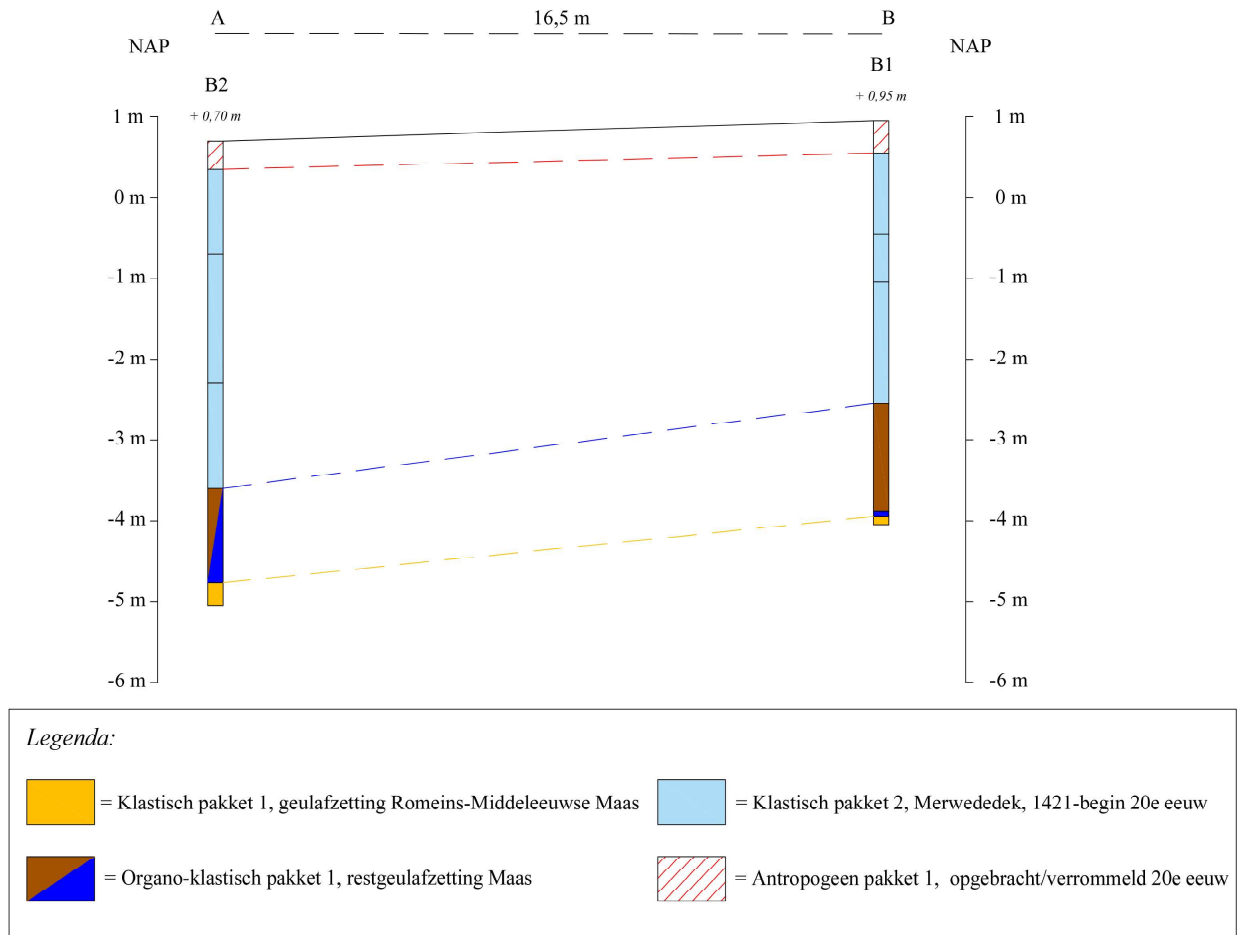 A 16,5 m B
NAP NAP
B2 B1
+ 0,70 m + 0,95 m
1 m 1 m
0 m 0 m
-1 m -1 m
-2 m -2 m
-3 m -3 m
-4 m -4 m
-5 m -5 m
-6 m -6 m
Legenda:
= Klastisch pakket 1, geulafzetting Romeins-Middeleeuwse Maas
= Klastisch pakket 2, Merwededek, 1421-begin 20e eeuw
= Organo-klastisch pakket 1, restgeulafzetting Maas
= Antropogeen pakket 1, opgebracht/verrommeld 20e eeuw